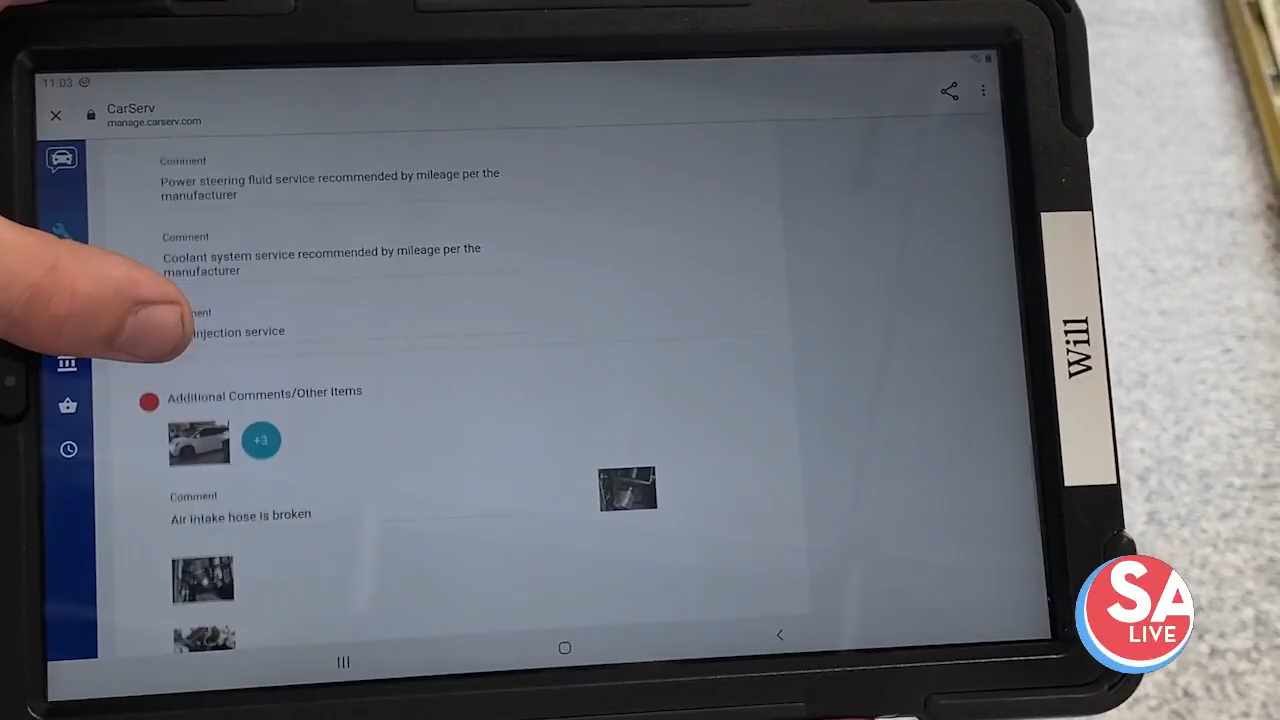 11.03
CarServ
manage.carserv.com
Comment
Power steering fluid service recommended by mileage per the
manufacturer
Comment
Coolant system service recommended by mileage per the
manufacturer
injection service
Additional Comments/Other Items
+3
Comment
Air intake hose is broken
Will
SA
LIVE